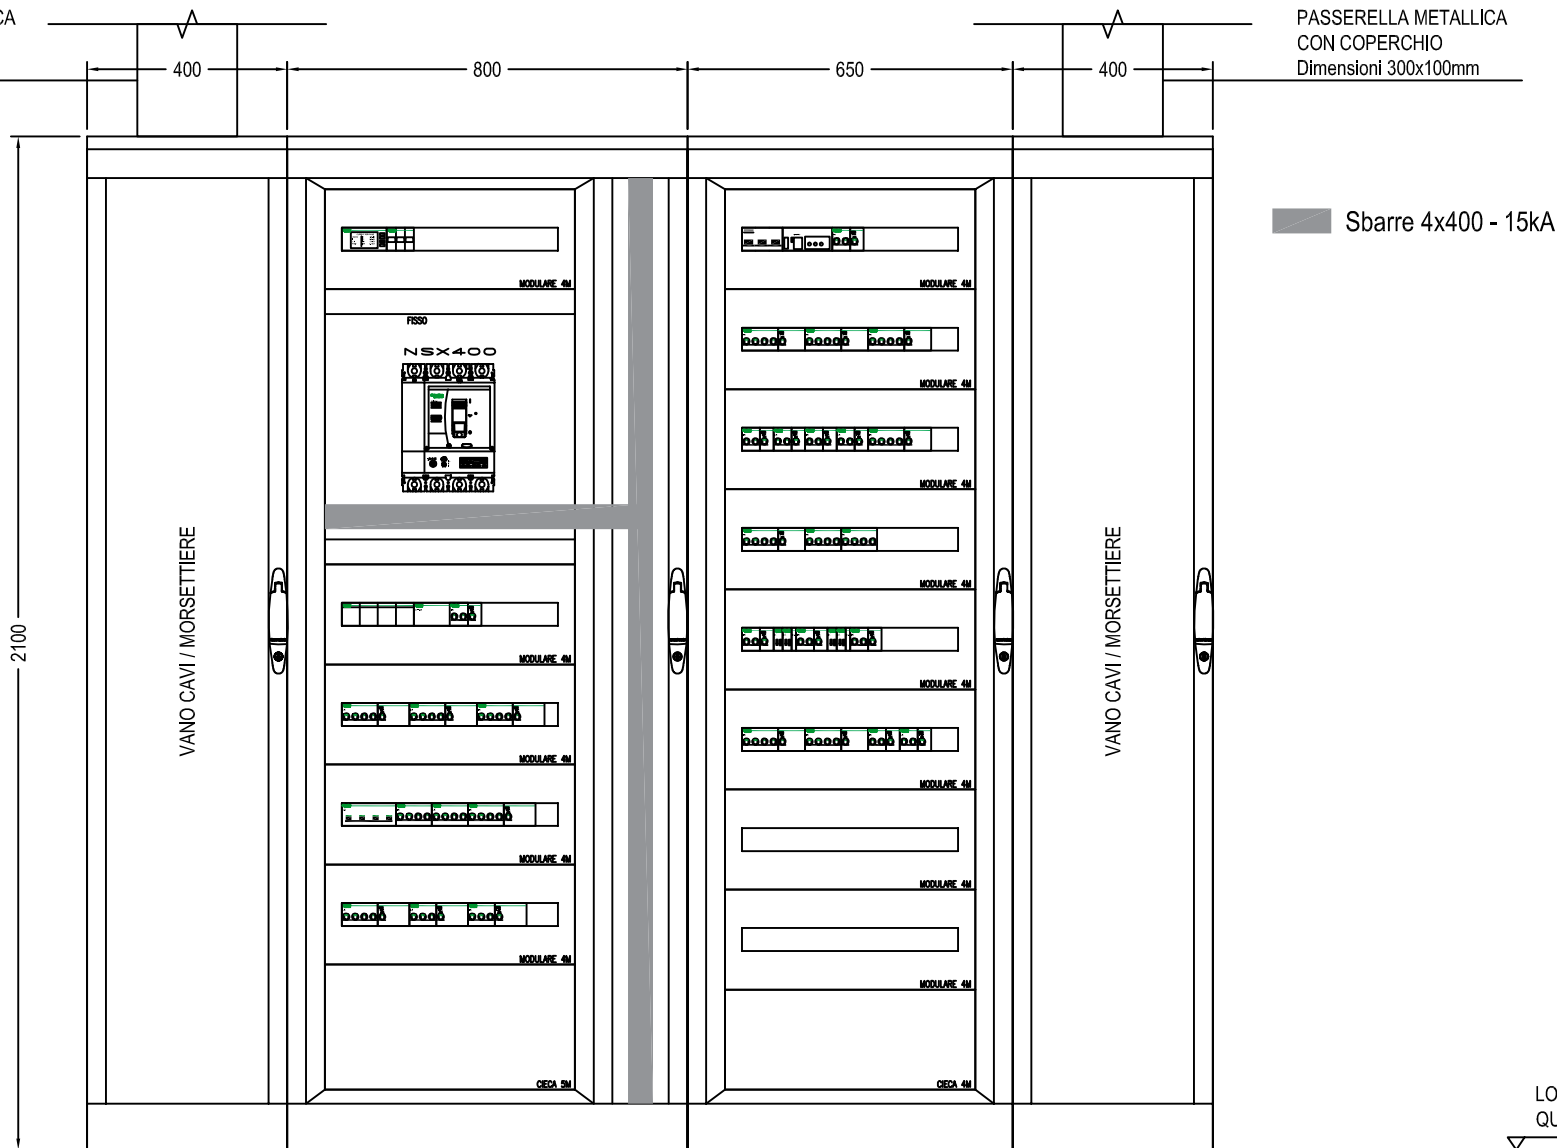 CA
PASSERELLA METALLICA
CON COPERCHIO
Dimensioni 300x100mm
400
800
650
400
2100
Sbarre 4x400 - 15kA
MODULARE 4M
MODULARE 4M
FISSO
NSX400
MODULARE 4M
MODULARE 4M
MODULARE 4M
VANO CAVI / MORSETTIERE
VANO CAVI / MORSETTIERE
MODULARE 4M
MODULARE 4M
MODULARE 4M
MODULARE 4M
MODULARE 4M
MODULARE 4M
MODULARE 4M
MODULARE 4M
CIECA 5M
CIECA 4M
LO
QU